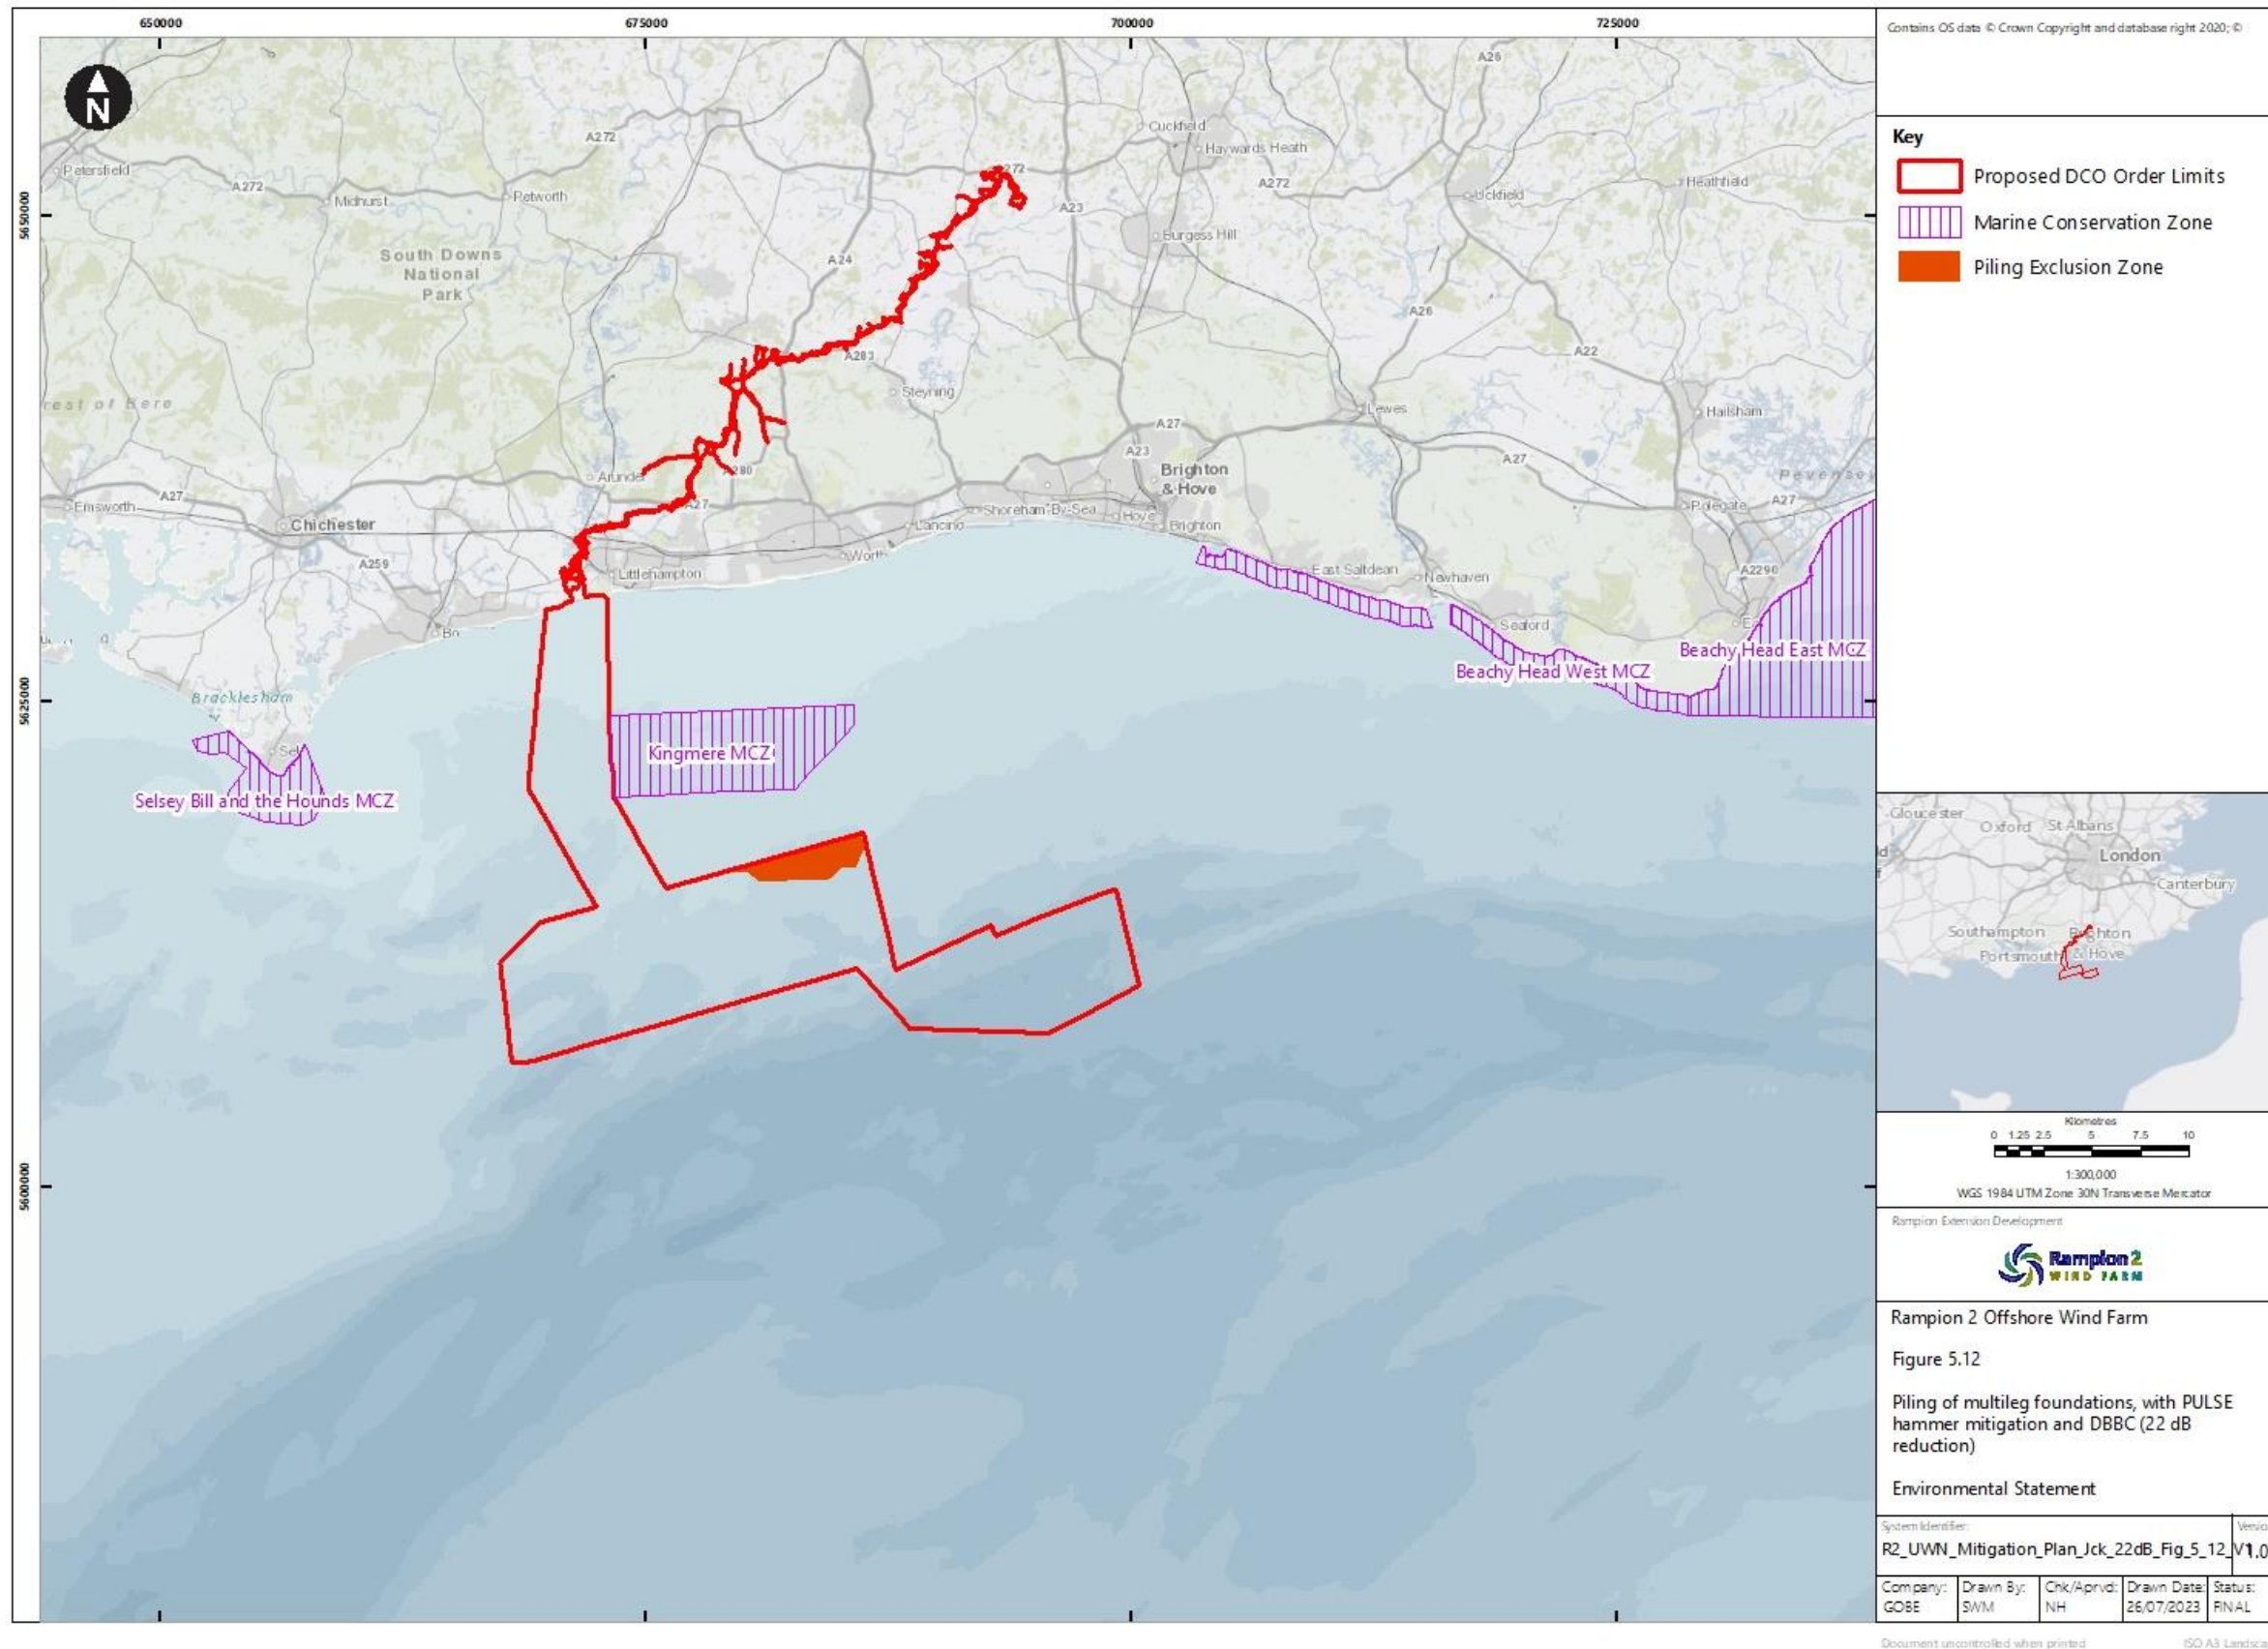 650000
675000
700000
725000
Contains OS data © Crown Copyright and database right 2020; ©
N
Key
Proposed DCO Order Limits
Marine Conservation Zone
Piling Exclusion Zone
A26
Cuckfield
A272
Haywards Heath
Petersfield
A272
Midhurst
Petworth
A272
Uckfield
Heathfield
A23
5650000
Burgess Hill
South Downs
National
Park
A24
A26
A283
A22
Steyning
Lewes
Hailsham
A27
A23
Brighton
& Hove
A27
A280
A27
Emsworth
Chichester
A27
Shoreham-By-Sea
Hove
Brighton
Lancing
Polegate
A27
A259
Littlehampton
East Saltdean
Newhaven
A2290
Seaford
Bracklesham
5625000
Beachy Head East MCZ
Beachy Head West MCZ
Kingmere MCZ
Sel
Selsey Bill and the Hounds MCZ
5600000
Gloucester
Oxford
St Albans
London
Canterbury
Southampton
Portsmouth
& Hove
Kilometres
0 1.25 2.5 5 7.5 10
1:300,000
WGS 1984 UTM Zone 30N Transverse Mercator
Rampion Extension Development
Rampion 2
WIND FARM
Rampion 2 Offshore Wind Farm
Figure 5.12
Piling of multileg foundations, with PULSE
hammer mitigation and DBBC (22 dB
reduction)
Environmental Statement
System Identifier:
R2_UWN_Mitigation_Plan_Jck_22dB_Fig_5_12_V1
1.0
Company: Drawn By: Chk/Aprvd: Drawn Date: Status:
GOBE SWM NH 26/07/2023 FINAL
Document uncontrolled when printed
ISO A3